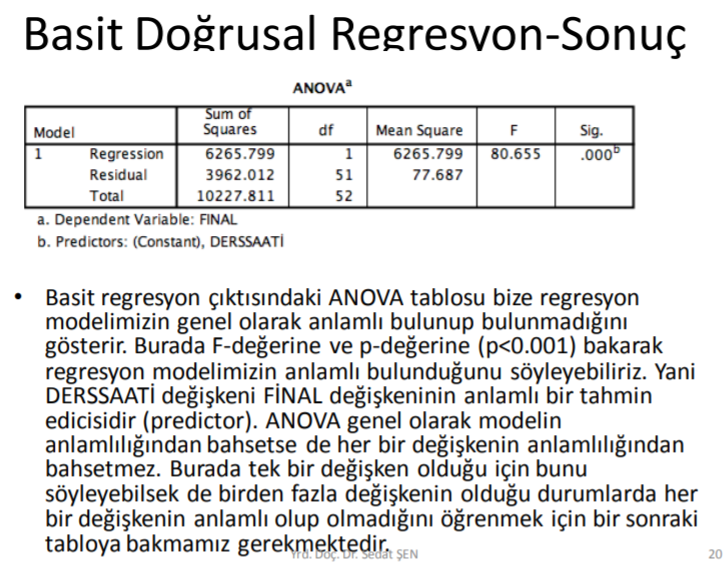 Basit Doğrusal Regresyon-Sonuç
ANOVAa
Model Sum of Squares df Mean Square F Sig.
1 Regression 6265.799 1 6265.799 80.655 .000b
Residual 3962.012 51 77.687
Total 10227.811 52
a. Dependent Variable: FINAL
b. Predictors: (Constant), DERSSAATİ
• Basit regresyon çıktısındaki ANOVA tablosu bize regresyon
modelimizin genel olarak anlamlı bulunup bulunmadığını
gösterir. Burada F-değerine ve p-değerine (p<0.001) bakarak
regresyon modelimizin anlamlı bulunduğunu söyleyebiliriz. Yani
DERSSAATİ değişkeni FİNAL değişkeninin anlamlı bir tahmin
edicisidir (predictor). ANOVA genel olarak modelin
anlamlılığından bahsetse de her bir değişkenin anlamlılığından
bahsetmez. Burada tek bir değişken olduğu için bunu
söyleyebilsek de birden fazla değişkenin olduğu durumlarda her
bir değişkenin anlamlı olup olmadığını öğrenmek için bir sonraki
tabloya bakmamız gerekmektedir.
Yrd. Doç. Dr. Sedat ŞEN
20